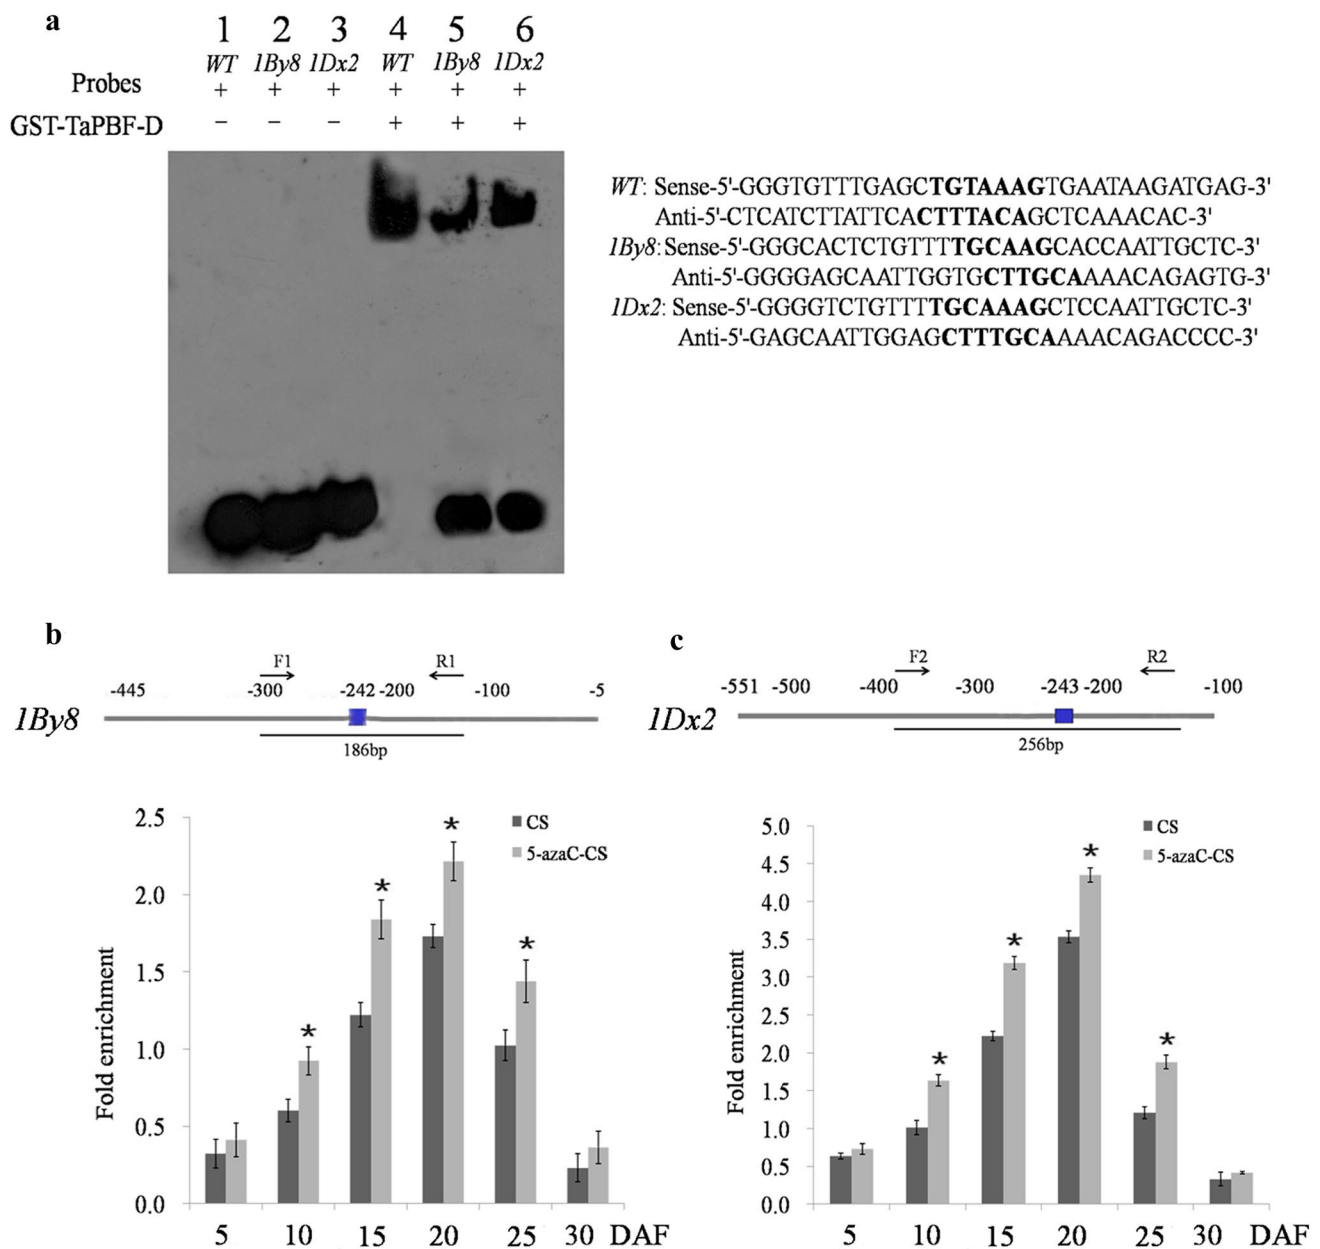 a
1 2 3 4 5 6
WT 1By8 1Dx2 WT 1By8 1Dx2
Probes + + + + + +
GST-TaPBF-D − − − + + +
WT: Sense-5'-GGGTGTTTGAGCTGTAAAGTGAATAAGATGAG-3'
Anti-5'-CTCATCTTATTCACTTTACAGCTCAAACAC-3'
1By8: Sense-5'-GGGCACTCTGTTTTGCAAGCACCAATTGCTC-3'
Anti-5'-GGGGAGCAATTGGTGCTTGCAAAACAGAGTG-3'
1Dx2: Sense-5'-GGGGTCTGTTTTGCAAAGCTCCAATTGCTC-3'
Anti-5'-GAGCAATTGGAGCTTTGCAAAACAGACCCC-3'
b
F1 R1
-445 -300 -242 -200 -100 -5
1By8
186bp
2.5
2.0
1.5
1.0
0.5
0.0
Fold enrichment
CS
5-azaC-CS
* * * *
5 10 15 20 25 30 DAF
c
F2 R2
-551 -500 -400 -300 -243 -200 -100
1Dx2
256bp
5.0
4.5
4.0
3.5
3.0
2.5
2.0
1.5
1.0
0.5
0.0
Fold enrichment
CS
5-azaC-CS
* * * *
5 10 15 20 25 30 DAF